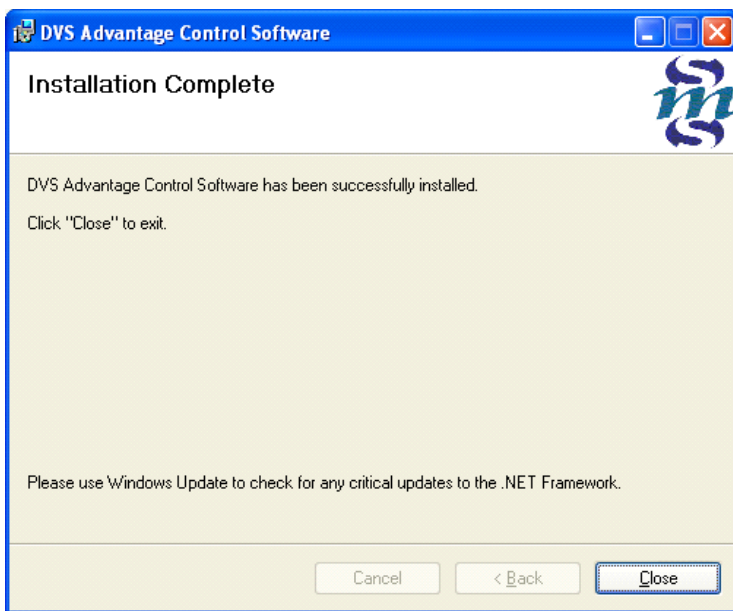 DVS Advantage Control Software
Installation Complete
SmS
DVS Advantage Control Software has been successfully installed.
Click "Close" to exit.
Please use Windows Update to check for any critical updates to the .NET Framework.
Cancel
< Back
Close